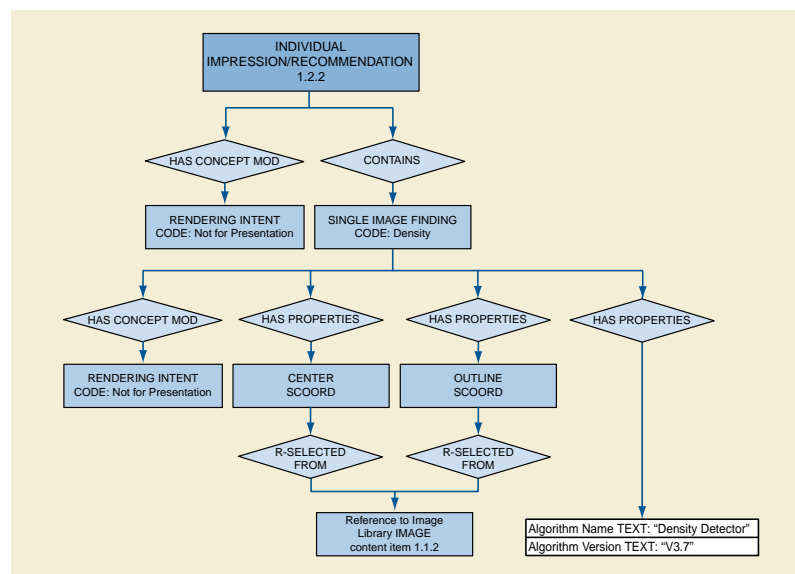 INDIVIDUAL
IMPRESSION/RECOMMENDATION
1.2.2
HAS CONCEPT MOD
CONTAINS
RENDERING INTENT
CODE: Not for Presentation
SINGLE IMAGE FINDING
CODE: Density
HAS CONCEPT MOD
HAS PROPERTIES
HAS PROPERTIES
HAS PROPERTIES
RENDERING INTENT
CODE: Not for Presentation
CENTER
SCOORD
OUTLINE
SCOORD
R-SELECTED
FROM
R-SELECTED
FROM
Reference to Image
Library IMAGE
content item 1.1.2
Algorithm Name TEXT: “Density Detector”
Algorithm Version TEXT: “V3.7”